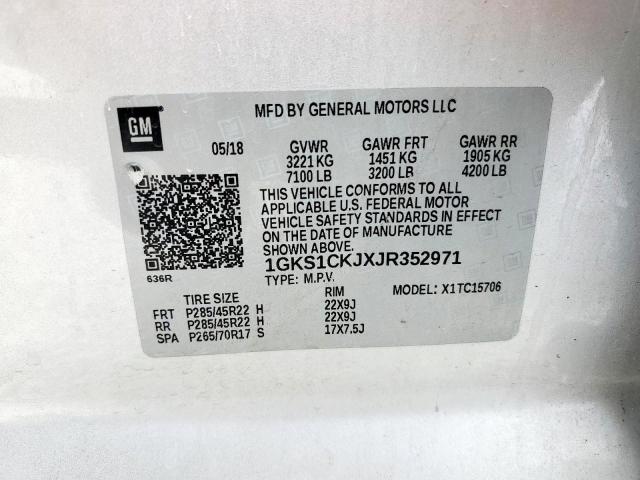 GM
MFD BY GENERAL MOTORS LLC
05/18 GVWR GAWR FRT GAWR RR
3221 KG 1451 KG 1905 KG
7100 LB 3200 LB 4200 LB
THIS VEHICLE CONFORMS TO ALL
APPLICABLE U.S. FEDERAL MOTOR
VEHICLE SAFETY STANDARDS IN EFFECT
ON THE DATE OF MANUFACTURE
SHOWN ABOVE.
1GKS1CKJXJR352971
636R TYPE: M.P.V.
TIRE SIZE RIM MODEL: X1TC15706
FRT P285/45R22 H 22X9J
RR P285/45R22 H 22X9J
SPA P265/70R17 S 17X7.5J